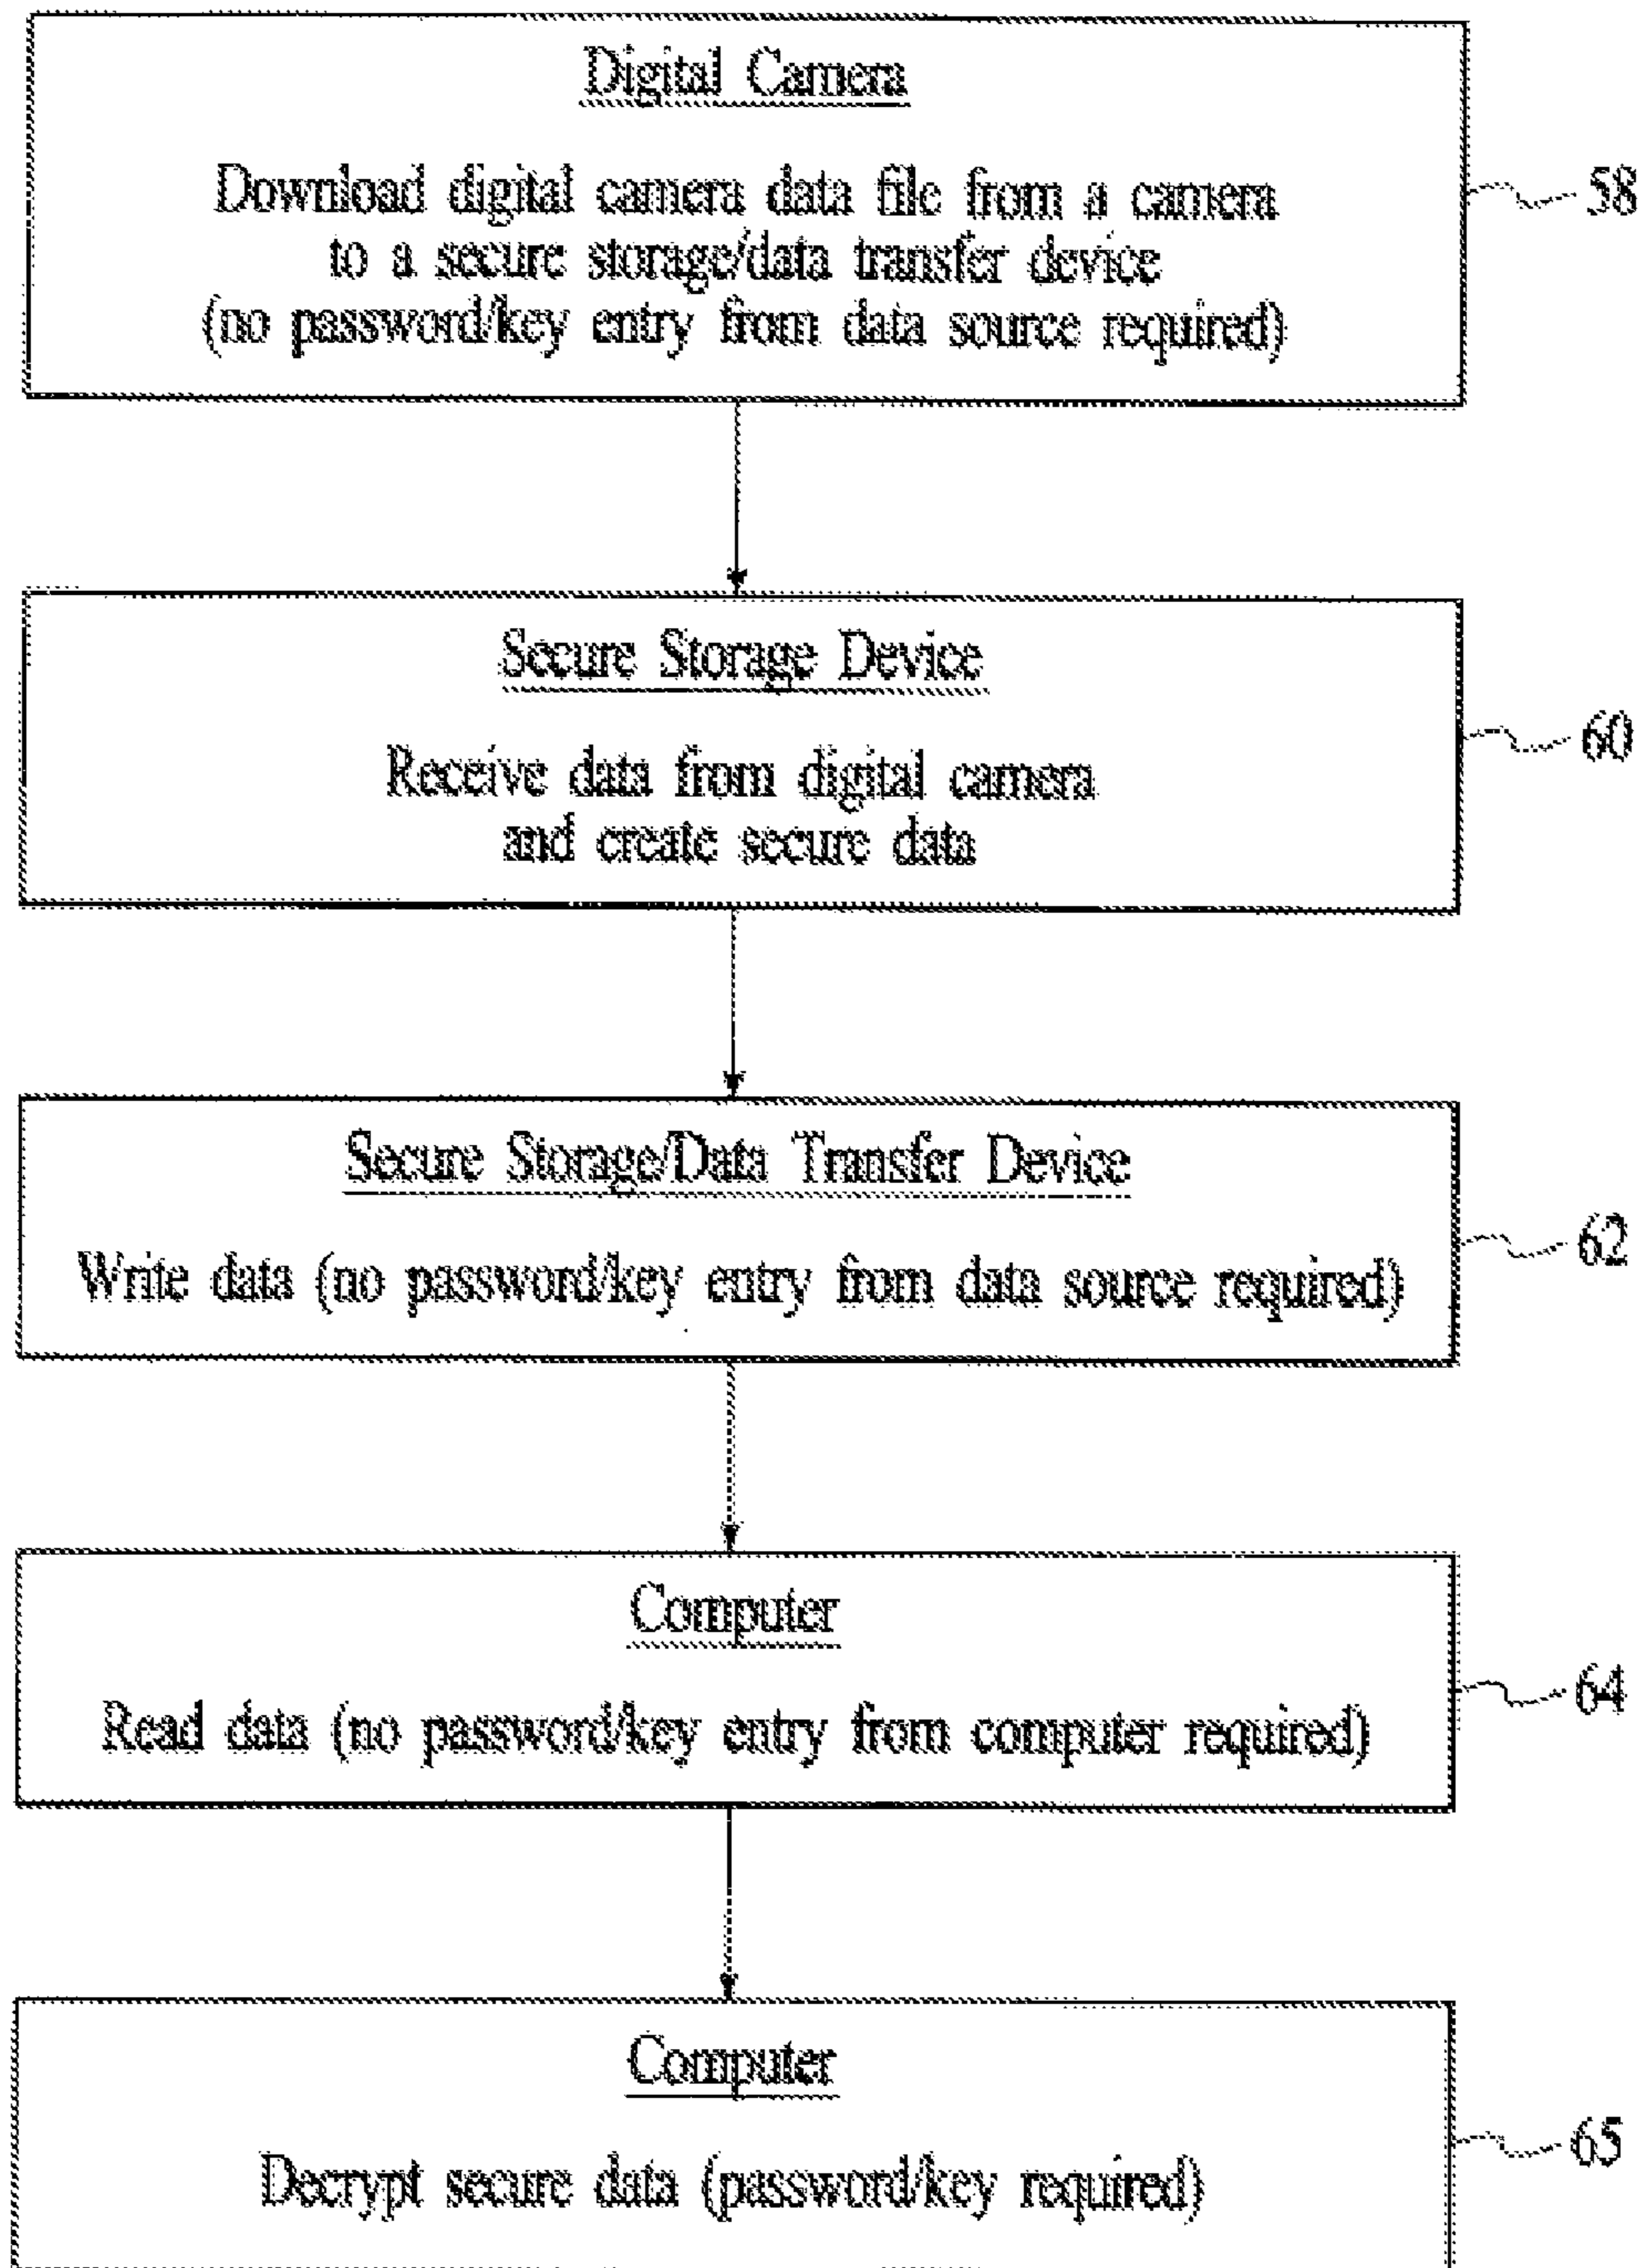 Digital Camera
Download digital camera data file from a camera
to a secure storage/data transfer device
(no password/key entry from data source required)
58
Secure Storage Device
Receive data from digital camera
and create secure data
60
Secure Storage/Data Transfer Device
Write data (no password/key entry from data source required)
62
Computer
Read data (no password/key entry from computer required)
64
Computer
Decrypt secure data (password/key required)
65